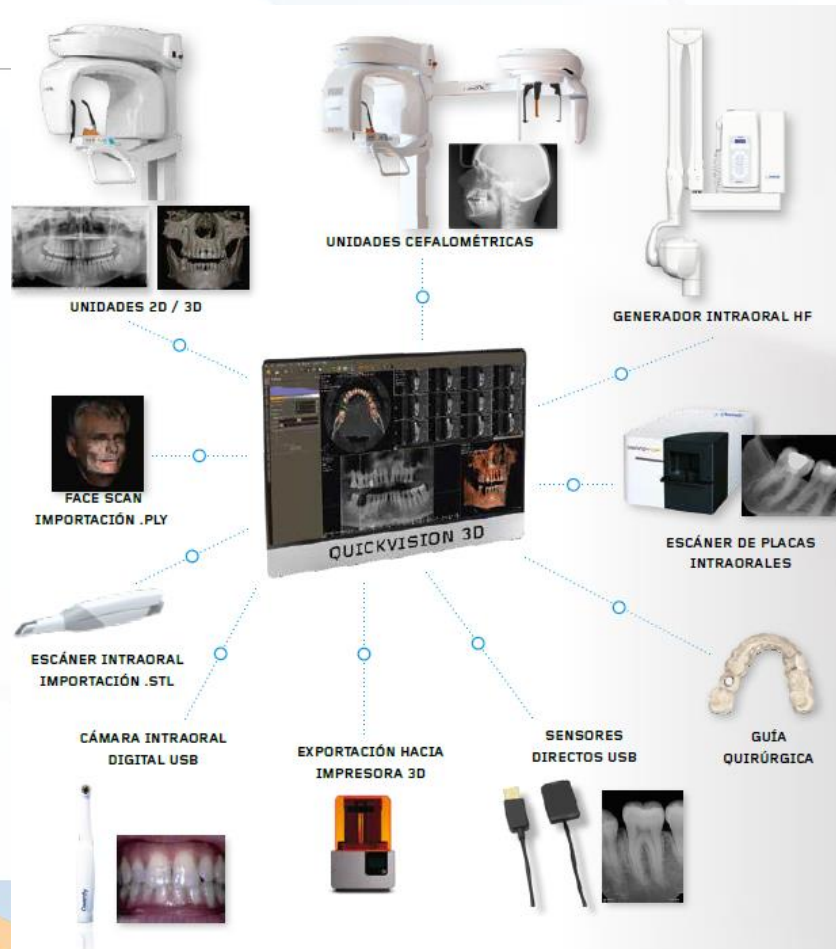 UNIDADES CEFALOMÉTRICAS
UNIDADES 2D / 3D
GENERADOR INTRAORAL HF
FACE SCAN
IMPORTACIÓN .PLY
QUICKVISION 3D
ESCÁNER DE PLACAS
INTRAORALES
ESCÁNER INTRAORAL
IMPORTACIÓN .STL
CÁMARA INTRAORAL
DIGITAL USB
EXPORTACIÓN HACIA
IMPRESORA 3D
SENSORES
DIRECTOS USB
GUÍA
QUIRÚRGICA